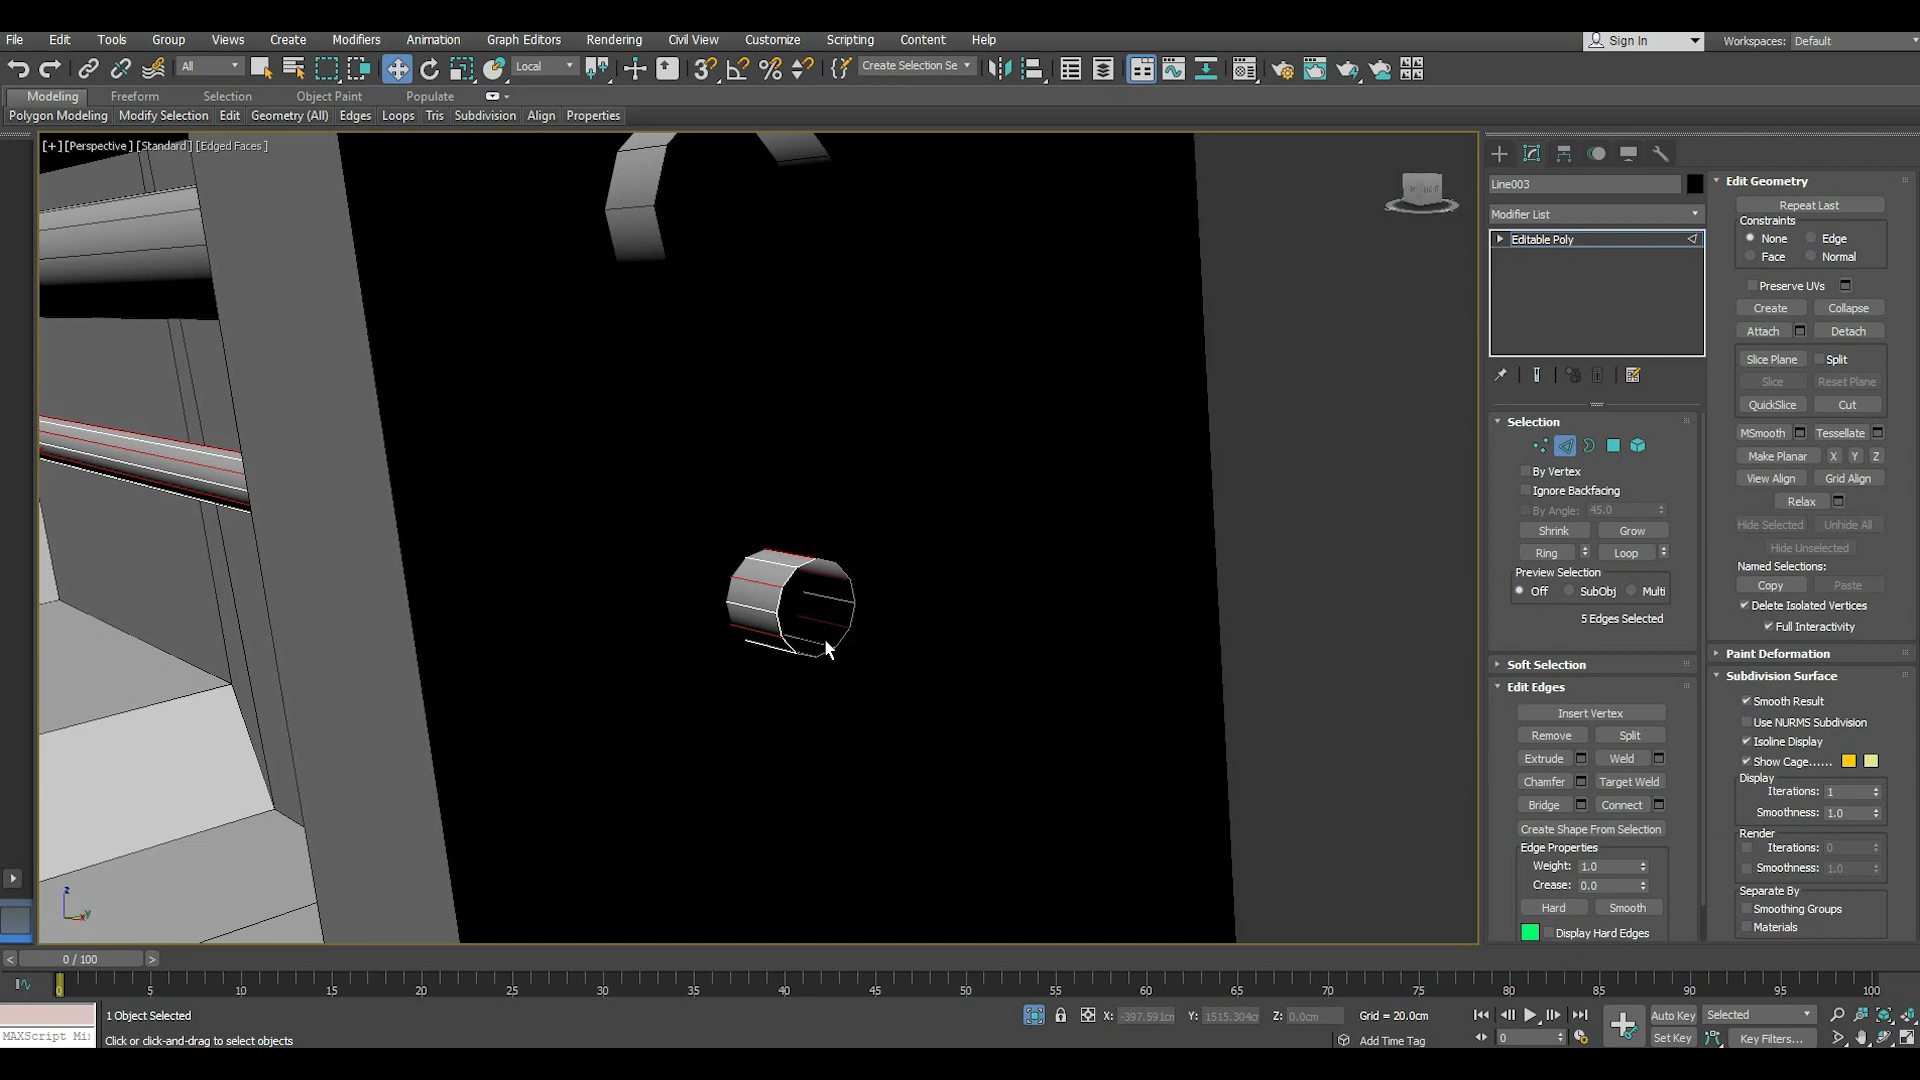 File Edit Tools Group Views Create Modifiers Animation Graph Editors Rendering Civil View Customize Scripting Content Help Sign In Workspaces: Default
All Local Create Selection Se
Modeling Freeform Selection Object Paint Populate
Polygon Modeling Modify Selection Edit Geometry (All) Edges Loops Tris Subdivision Align Properties
[+] [Perspective ] [Standard ] [Edged Faces ]
Line003
Modifier List
Editable Poly
Selection
By Vertex
Ignore Backfacing
By Angle: 45.0
Shrink Grow
Ring Loop
Preview Selection
Off SubObj Multi
5 Edges Selected
Soft Selection
Edit Edges
Insert Vertex
Remove Split
Extrude Weld
Chamfer Target Weld
Bridge Connect
Create Shape From Selection
Edge Properties
Weight: 1.0
Crease: 0.0
Hard Smooth
Display Hard Edges
Edit Geometry
Repeat Last
Constraints
None Edge
Face Normal
Preserve UVs
Create Collapse
Attach Detach
Slice Plane Split
Slice Reset Plane
QuickSlice Cut
MSmooth Tessellate
Make Planar X Y Z
View Align Grid Align
Relax
Hide Selected Unhide All
Hide Unselected
Named Selections:
Copy Paste
Delete Isolated Vertices
Full Interactivity
Paint Deformation
Subdivision Surface
Smooth Result
Use NURMS Subdivision
Isoline Display
Show Cage......
Display
Iterations: 1
Smoothness: 1.0
Render
Iterations: 0
Smoothness: 1.0
Separate By
Smoothing Groups
Materials
z
< 0 / 100 >
0 5 10 15 20 25 30 35 40 45 50 55 60 65 70 75 80 85 90 95 100
1 Object Selected X: -397.591cm Y: 1515.304c Z: 0.0cm Grid = 20.0cm Auto Key Selected
MAXScript Mi Click or click-and-drag to select objects Add Time Tag 0 Set Key Key Filters...